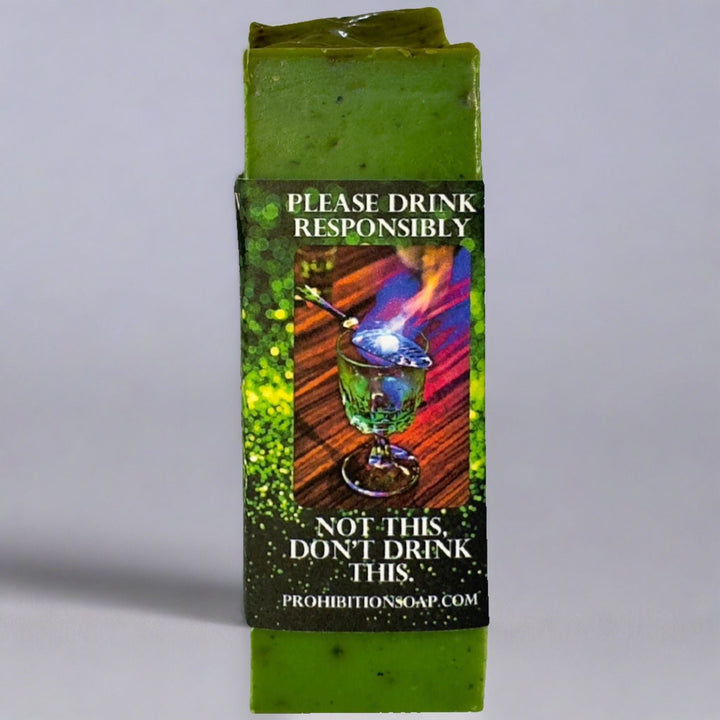 PLEASE DRINK
RESPONSIBLY
NOT THIS,
DON'T DRINK
THIS.
PROHIBITIONSOAP.COM